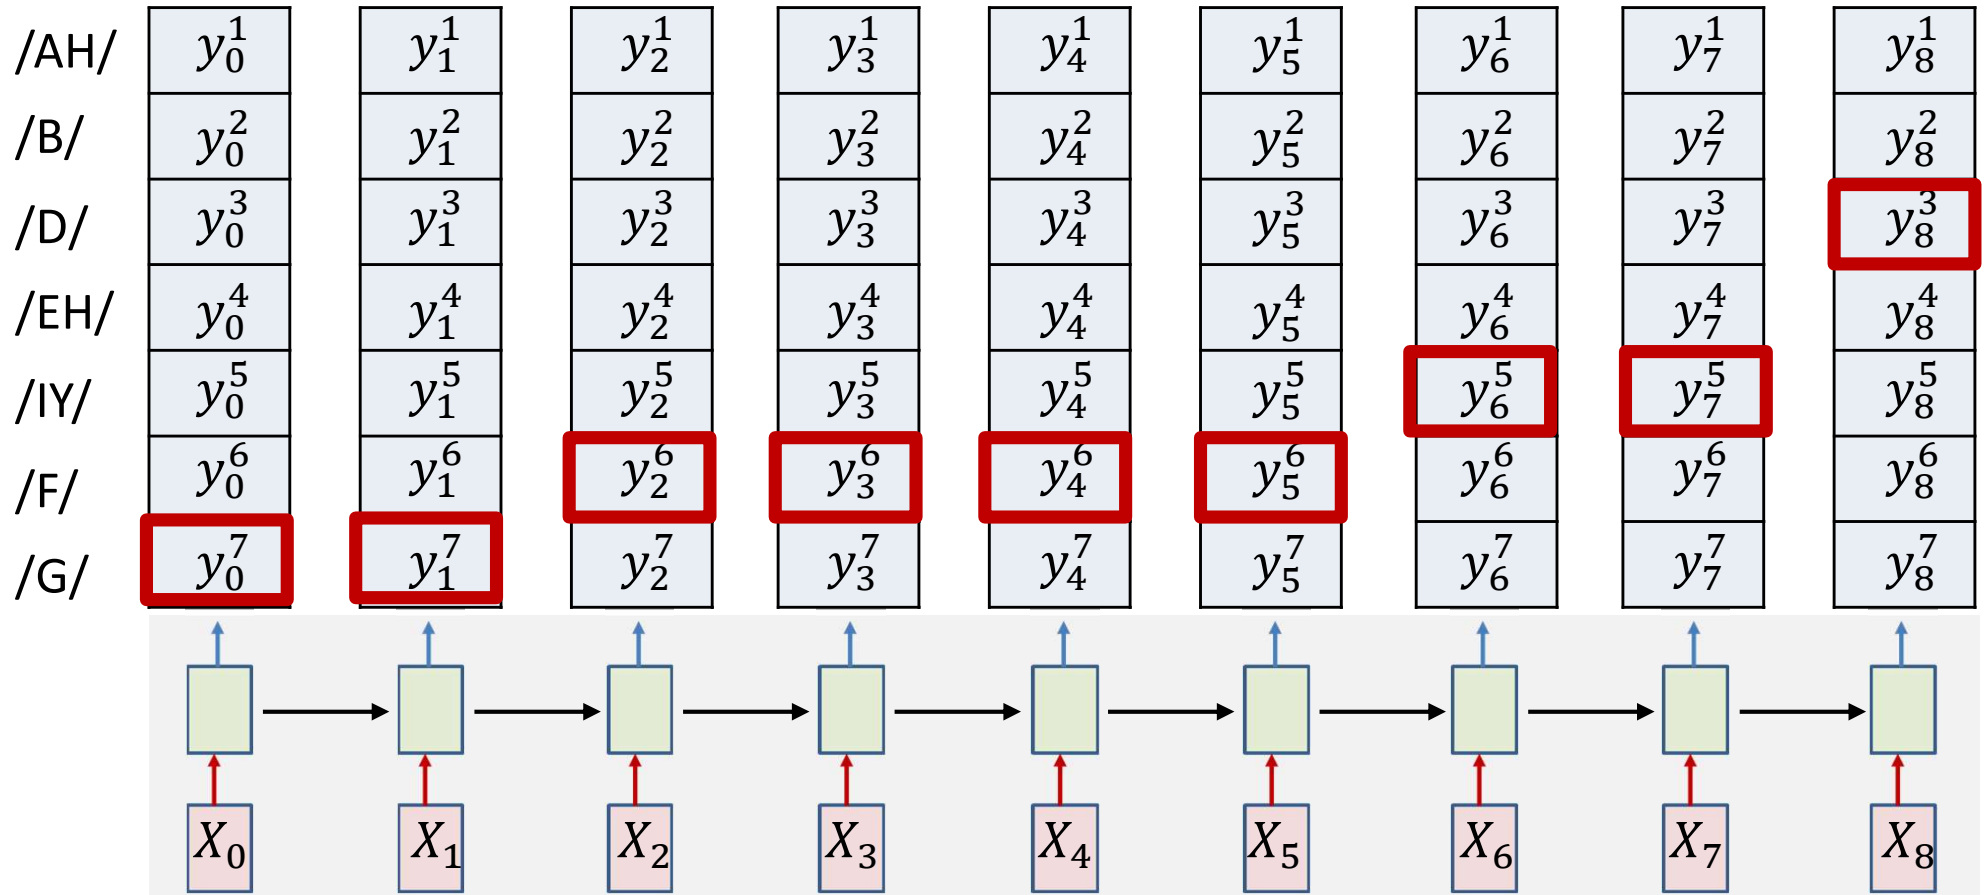 /AH/ y_0^1 y_1^1 y_2^1 y_3^1 y_4^1 y_5^1 y_6^1 y_7^1 y_8^1
/B/ y_0^2 y_1^2 y_2^2 y_3^2 y_4^2 y_5^2 y_6^2 y_7^2 y_8^2
/D/ y_0^3 y_1^3 y_2^3 y_3^3 y_4^3 y_5^3 y_6^3 y_7^3 y_8^3
/EH/ y_0^4 y_1^4 y_2^4 y_3^4 y_4^4 y_5^4 y_6^4 y_7^4 y_8^4
/IY/ y_0^5 y_1^5 y_2^5 y_3^5 y_4^5 y_5^5 y_6^5 y_7^5 y_8^5
/F/ y_0^6 y_1^6 y_2^6 y_3^6 y_4^6 y_5^6 y_6^6 y_7^6 y_8^6
/G/ y_0^7 y_1^7 y_2^7 y_3^7 y_4^7 y_5^7 y_6^7 y_7^7 y_8^7
X_0 X_1 X_2 X_3 X_4 X_5 X_6 X_7 X_8